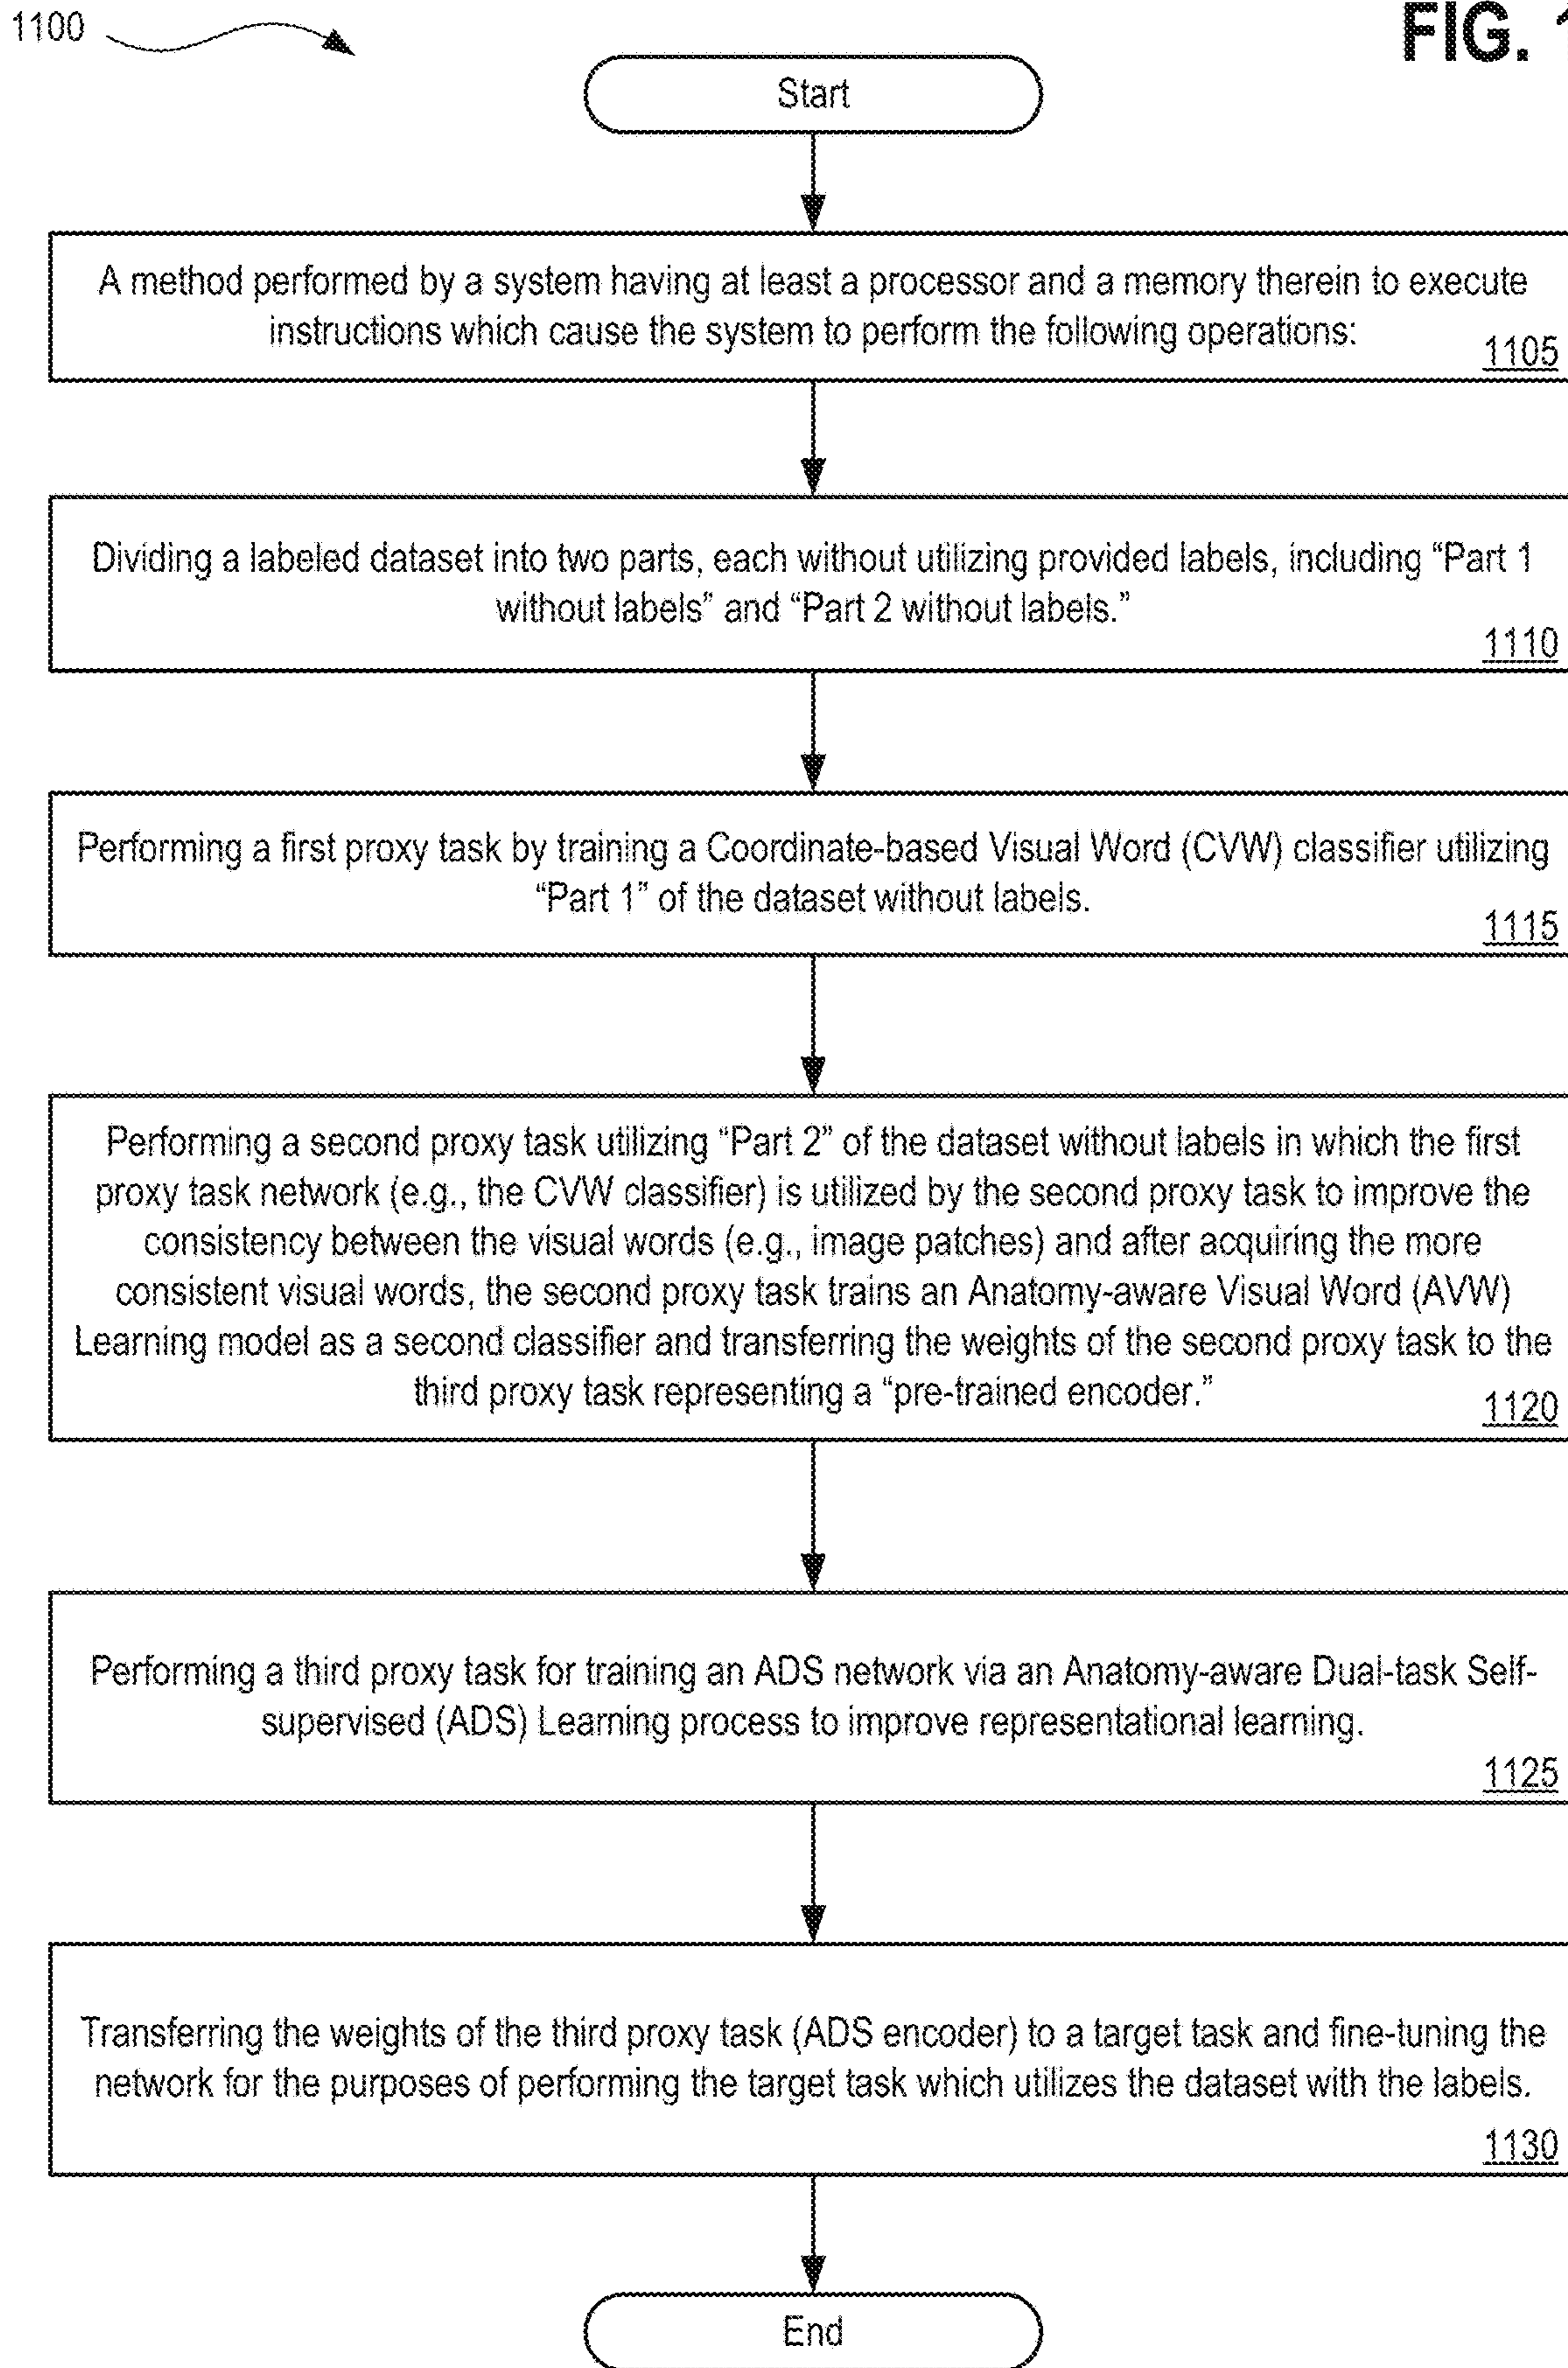 1100
FIG. 1
Start
A method performed by a system having at least a processor and a memory therein to execute
instructions which cause the system to perform the following operations:
1105
Dividing a labeled dataset into two parts, each without utilizing provided labels, including “Part 1
without labels” and “Part 2 without labels.”
1110
Performing a first proxy task by training a Coordinate-based Visual Word (CVW) classifier utilizing
“Part 1” of the dataset without labels.
1115
Performing a second proxy task utilizing “Part 2” of the dataset without labels in which the first
proxy task network (e.g., the CVW classifier) is utilized by the second proxy task to improve the
consistency between the visual words (e.g., image patches) and after acquiring the more
consistent visual words, the second proxy task trains an Anatomy-aware Visual Word (AVW)
Learning model as a second classifier and transferring the weights of the second proxy task to the
third proxy task representing a “pre-trained encoder.”
1120
Performing a third proxy task for training an ADS network via an Anatomy-aware Dual-task Self-
supervised (ADS) Learning process to improve representational learning.
1125
Transferring the weights of the third proxy task (ADS encoder) to a target task and fine-tuning the
network for the purposes of performing the target task which utilizes the dataset with the labels.
1130
End